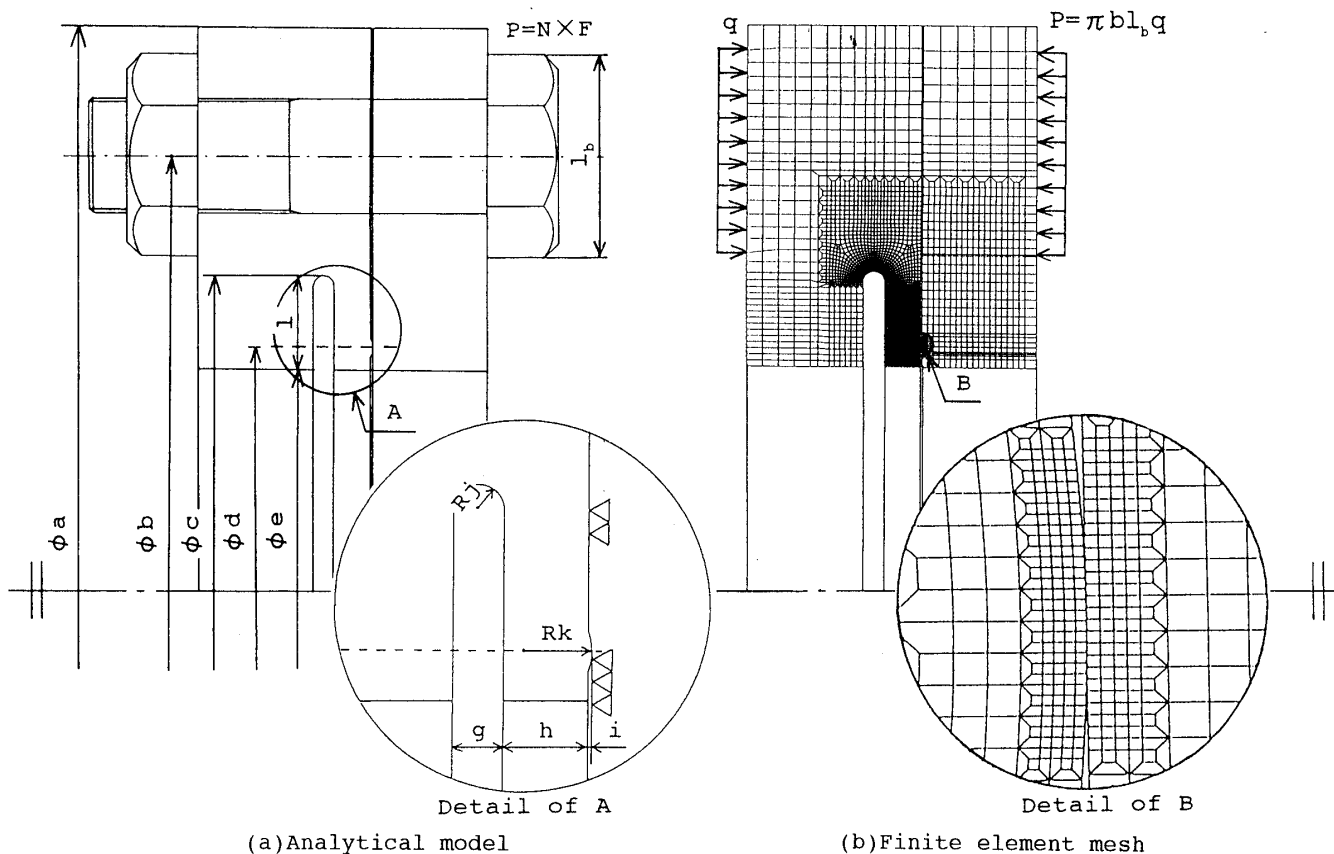 P=N×F
l_b
l
A
φa
φb
φc
φd
φe
Rj
Rk
g
h
i
Detail of A
(a)Analytical model
q
P=πbl_bq
B
Detail of B
(b)Finite element mesh